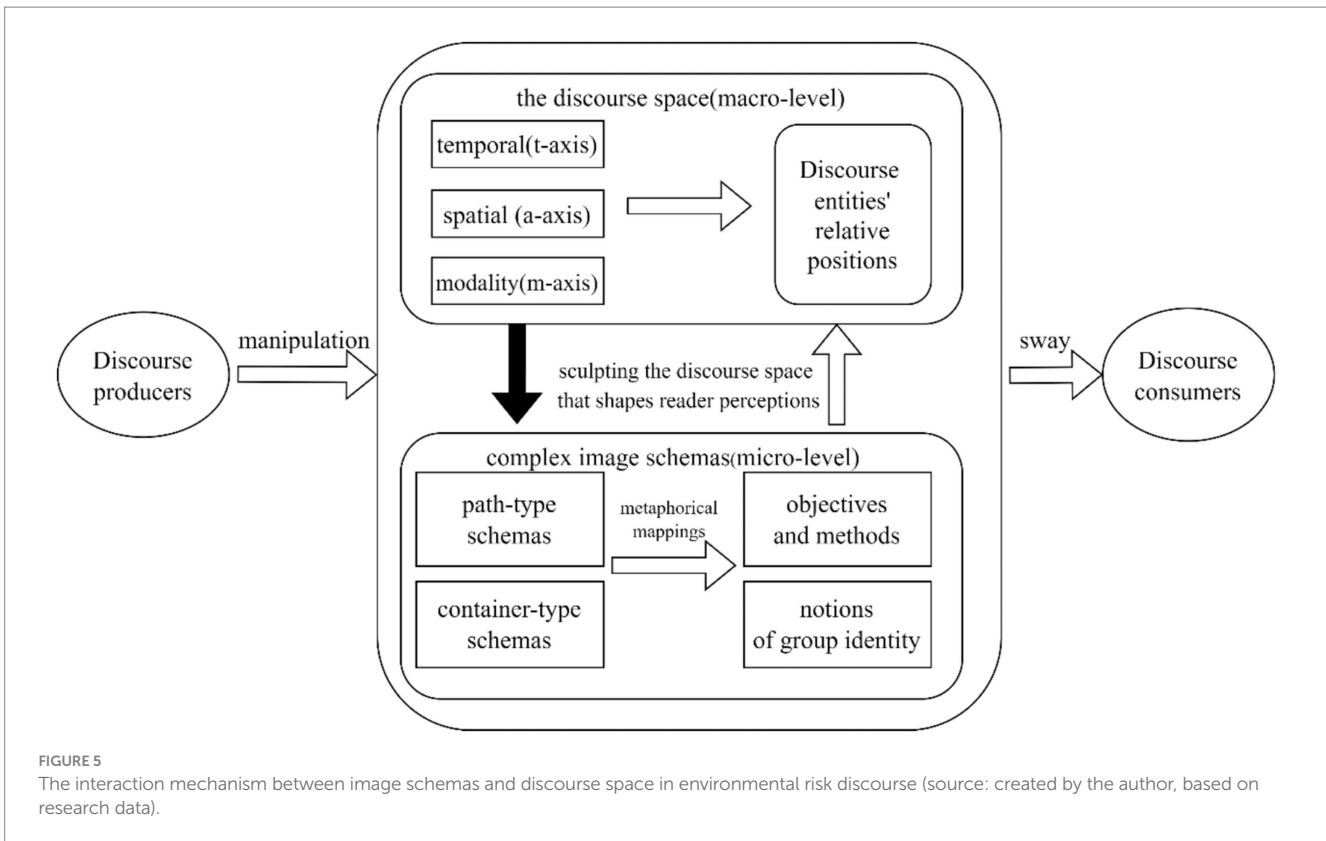 the discourse space(macro-level)
temporal(t-axis)
spatial (a-axis)
modality(m-axis)
Discourse
entities'
relative
positions
Discourse
producers
manipulation
sculpting the discourse space
that shapes reader perceptions
sway
Discourse
consumers
complex image schemas(micro-level)
path-type
schemas
metaphorical
mappings
objectives
and methods
container-type
schemas
notions
of group identity
FIGURE 5
The interaction mechanism between image schemas and discourse space in environmental risk discourse (source: created by the author, based on
research data).